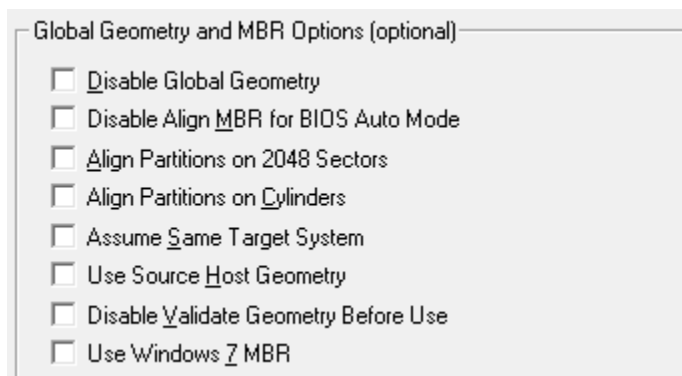 Global Geometry and MBR Options (optional)
Disable Global Geometry
Disable Align MBR for BIOS Auto Mode
Align Partitions on 2048 Sectors
Align Partitions on Cylinders
Assume Same Target System
Use Source Host Geometry
Disable Validate Geometry Before Use
Use Windows 7 MBR